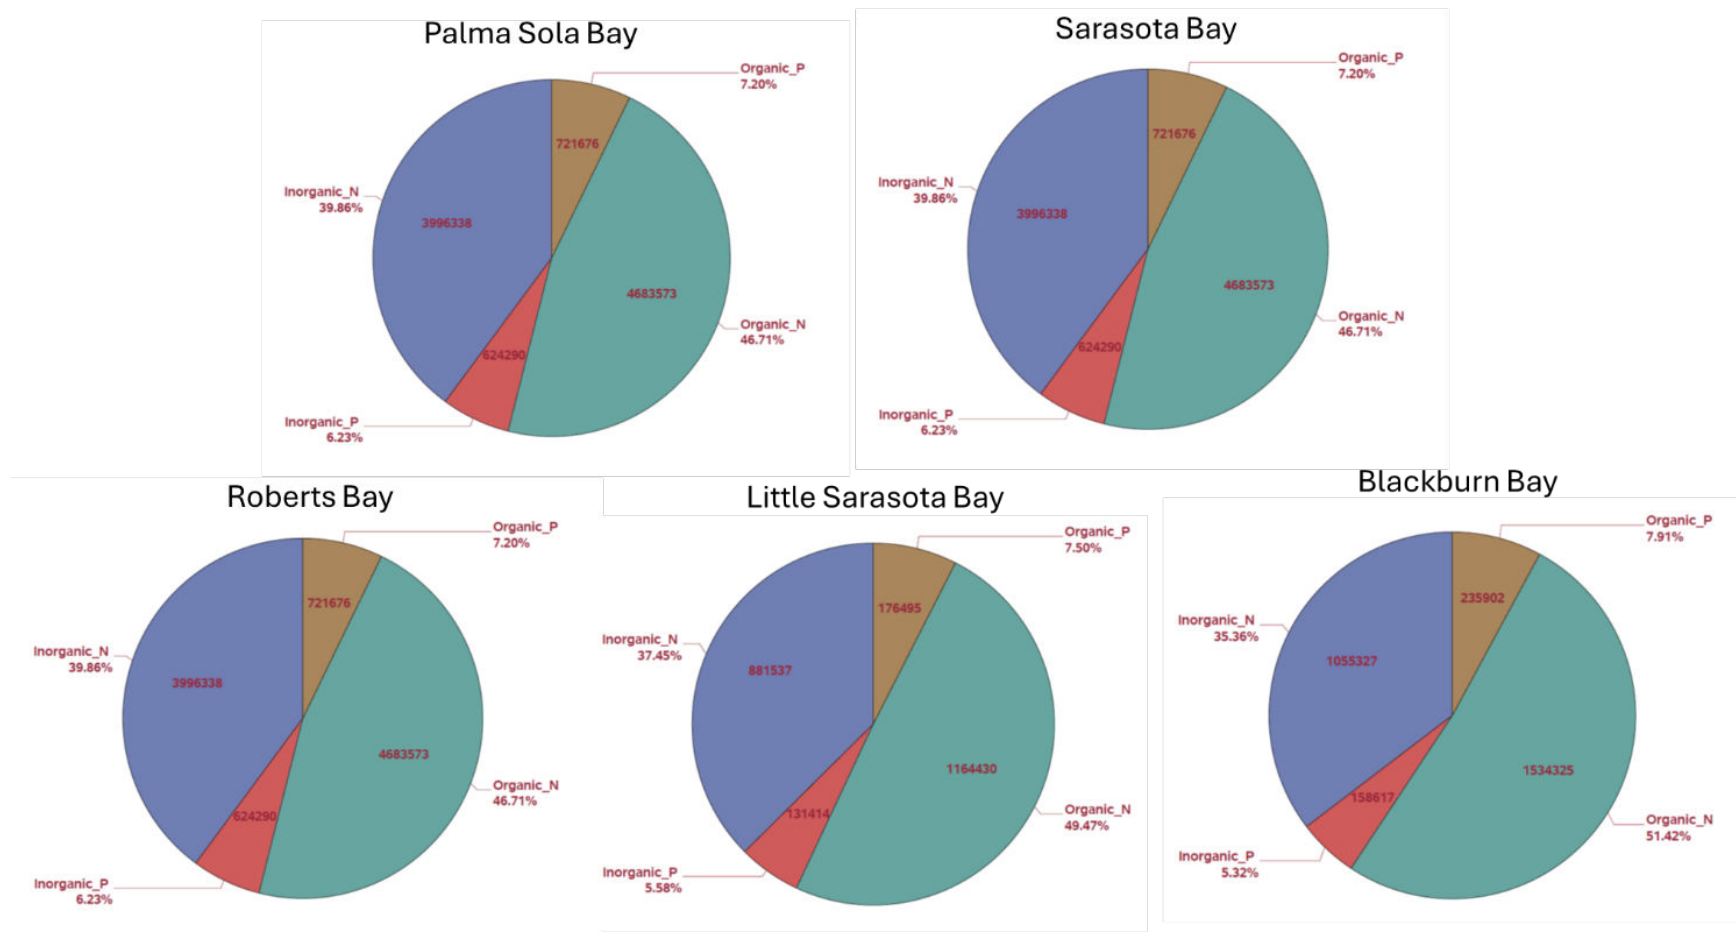 Palma Sola Bay
Organic_P
7.20%
721676
Inorganic_N
39.86%
3996338
4683573
Organic_N
46.71%
624290
Inorganic_P
6.23%
Sarasota Bay
Organic_P
7.20%
721676
Inorganic_N
39.86%
3996338
4683573
Organic_N
46.71%
624290
Inorganic_P
6.23%
Roberts Bay
Organic_P
7.20%
721676
Inorganic_N
39.86%
3996338
4683573
Organic_N
46.71%
624290
Inorganic_P
6.23%
Little Sarasota Bay
Organic_P
7.50%
176495
Inorganic_N
37.45%
881537
1164430
Organic_N
49.47%
131414
Inorganic_P
5.58%
Blackburn Bay
Organic_P
7.91%
235902
Inorganic_N
35.36%
1055327
1534325
Organic_N
51.42%
158617
Inorganic_P
5.32%